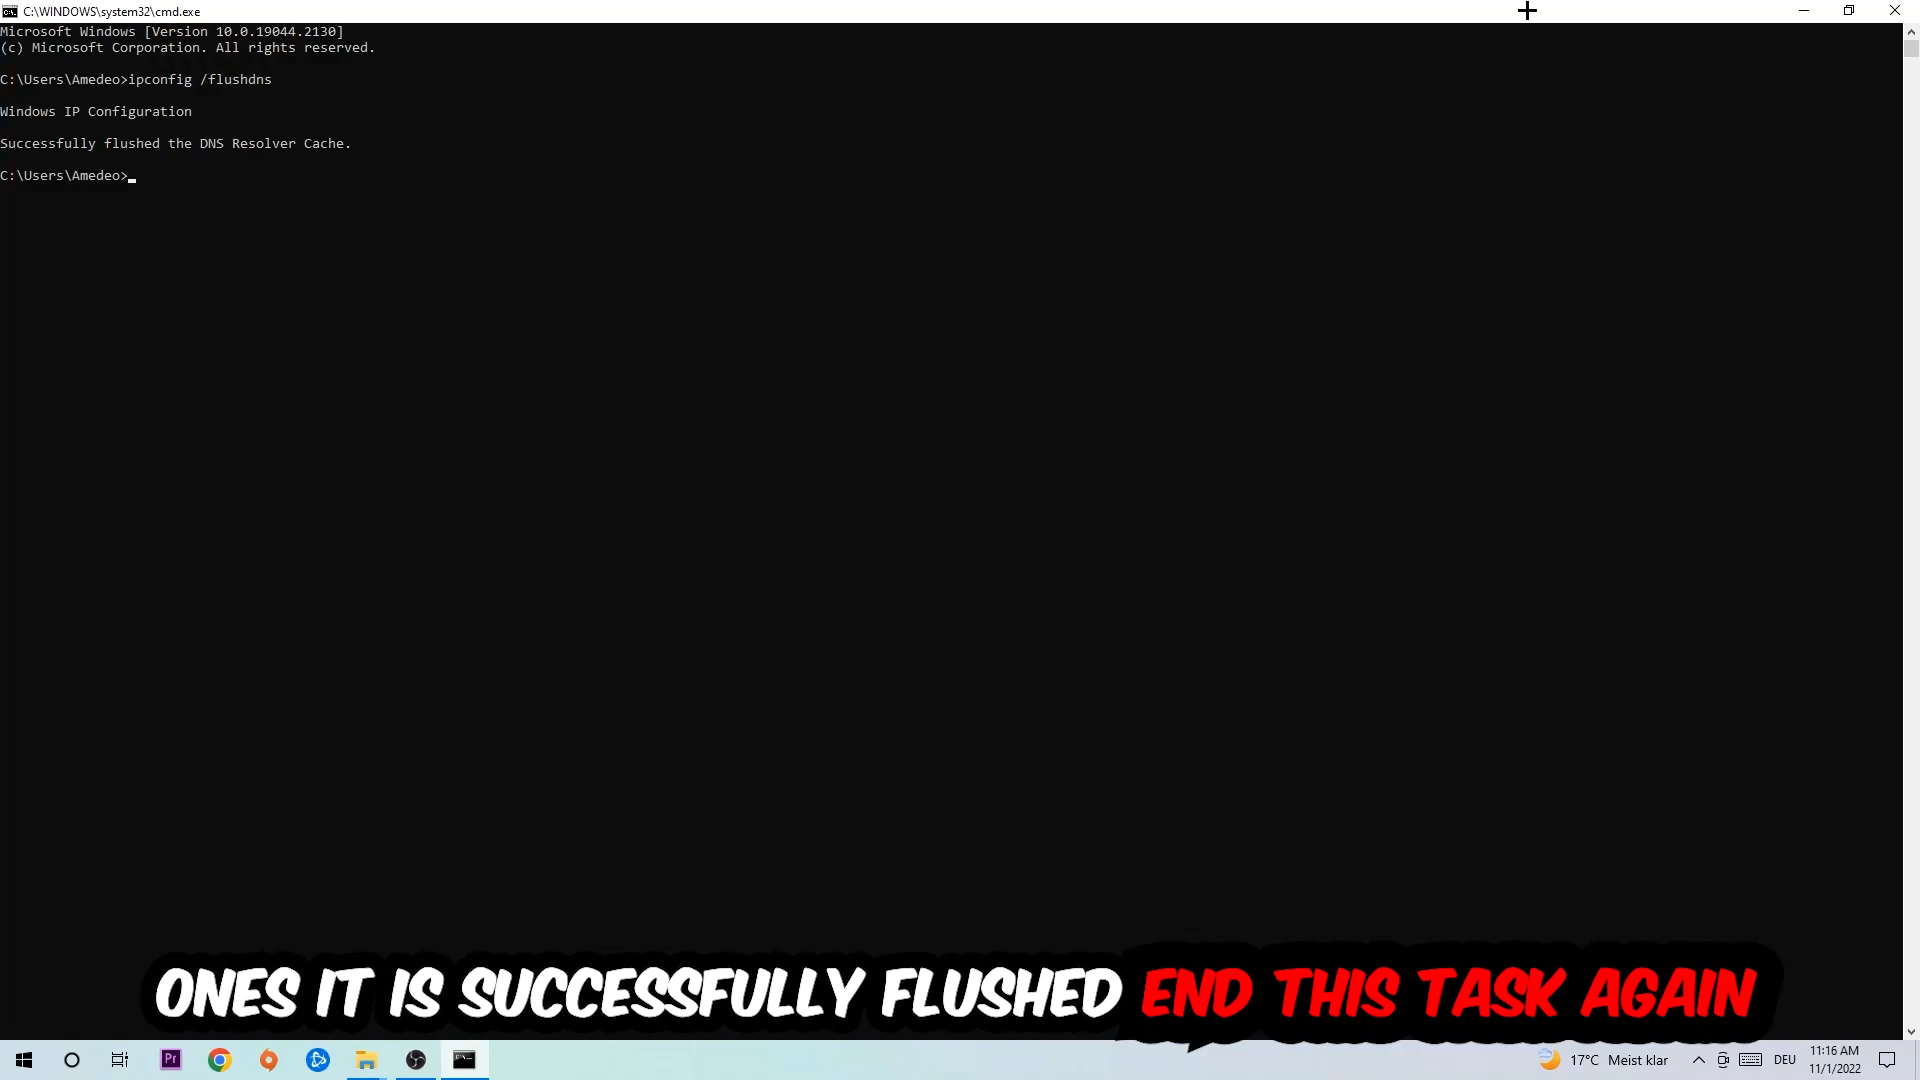 C:\WINDOWS\system32\cmd.exe
Microsoft Windows [Version 10.0.19044.2130]
(c) Microsoft Corporation. All rights reserved.
C:\Users\Amedeo>ipconfig /flushdns
Windows IP Configuration
Successfully flushed the DNS Resolver Cache.
C:\Users\Amedeo>
ONES IT IS SUCCESSFULLY FLUSHED END THIS TASK AGAIN
Pr
17°C Meist klar
DEU
11:16 AM
11/1/2022